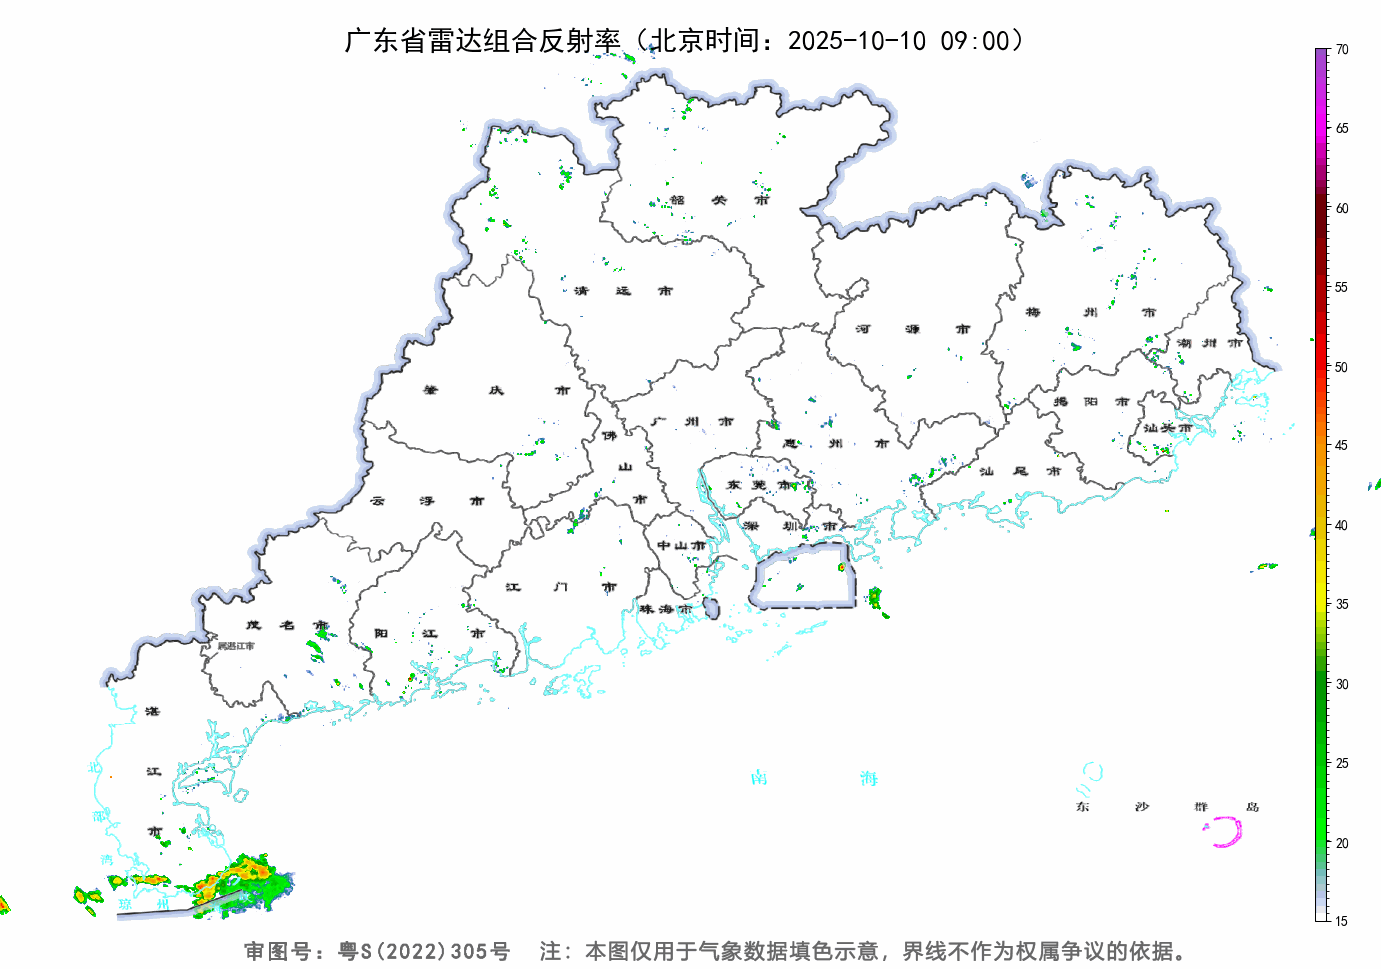 广东省雷达组合反射率（北京时间：2025-10-10 09:00）
70
65
60
55
50
45
40
35
30
25
20
15
韶关市
清远市
河源市
梅州市
潮州市
肇庆市
广州市
佛山市
惠州市
揭阳市
汕头市
汕尾市
云浮市
东莞市
深圳市
中山市
珠海市
江门市
阳江市
茂名市
属湛江市
湛江市
北部湾
琼州
南海
东沙群岛
审图号：粤S(2022)305号 注：本图仅用于气象数据填色示意，界线不作为权属争议的依据。